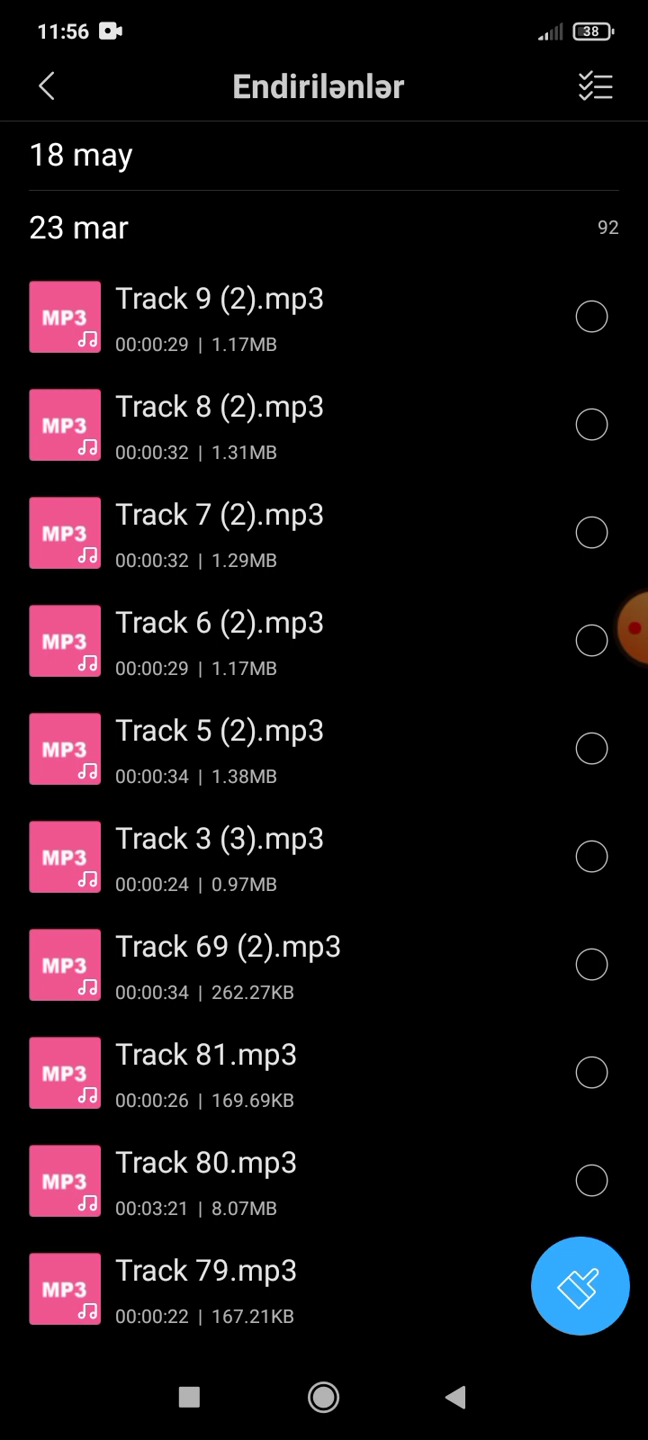 11:56
38
Endirilənlər
18 may
23 mar
92
MP3
Track 9 (2).mp3
00:00:29 | 1.17MB
MP3
Track 8 (2).mp3
00:00:32 | 1.31MB
MP3
Track 7 (2).mp3
00:00:32 | 1.29MB
MP3
Track 6 (2).mp3
00:00:29 | 1.17MB
MP3
Track 5 (2).mp3
00:00:34 | 1.38MB
MP3
Track 3 (3).mp3
00:00:24 | 0.97MB
MP3
Track 69 (2).mp3
00:00:34 | 262.27KB
MP3
Track 81.mp3
00:00:26 | 169.69KB
MP3
Track 80.mp3
00:03:21 | 8.07MB
MP3
Track 79.mp3
00:00:22 | 167.21KB